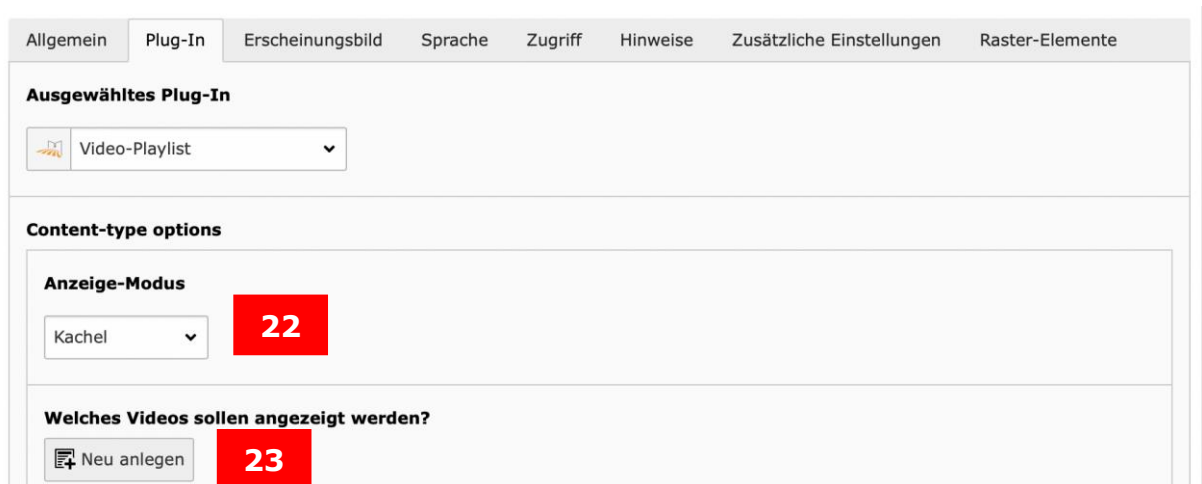 Allgemein Plug-In Erscheinungsbild Sprache Zugriff Hinweise Zusätzliche Einstellungen Raster-Elemente
Ausgewähltes Plug-In
Video-Playlist
Content-type options
Anzeige-Modus
Kachel 22
Welches Videos sollen angezeigt werden?
Neu anlegen 23